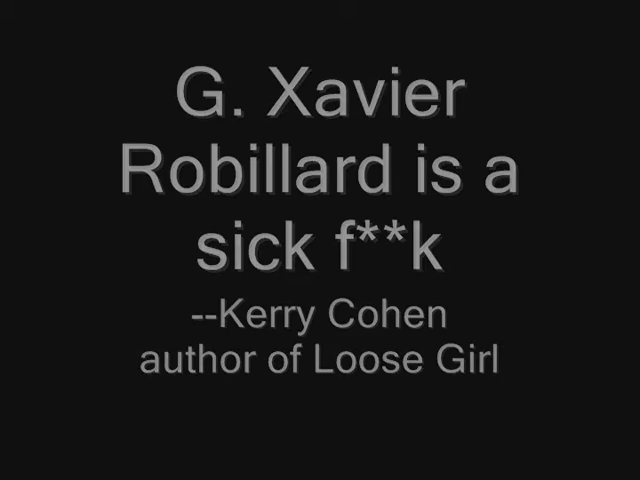 G. Xavier
Robillard is a
sick f**k
--Kerry Cohen
author of Loose Girl